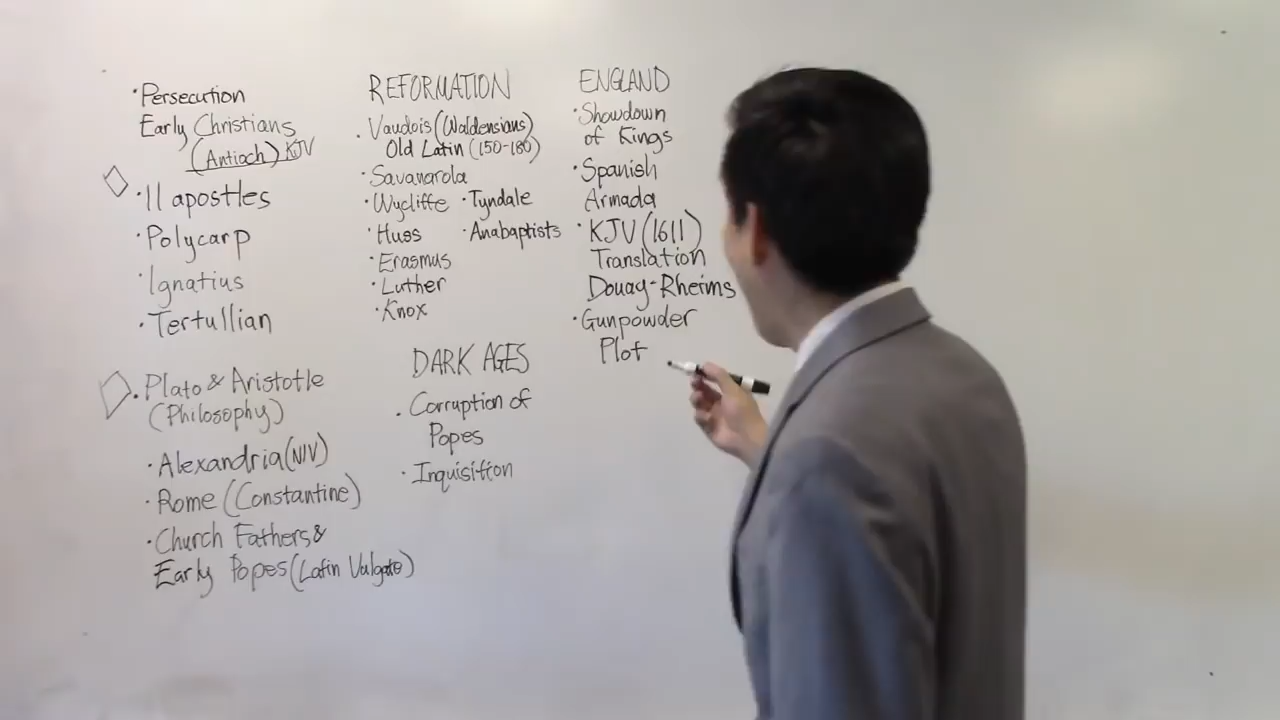 ·Persecution
Early Christians
(Antioch) KJV
·11 apostles
·Polycarp
·Ignatius
·Tertullian
·Plato & Aristotle
(Philosophy)
·Alexandria (NIV)
·Rome (Constantine)
·Church Fathers &
Early Popes (Latin Vulgate)
REFORMATION
·Vaudois (Waldensians)
Old Latin (150-180)
·Savanarola
·Wycliffe ·Tyndale
·Huss ·Anabaptists
·Erasmus
·Luther
·Knox
DARK AGES
·Corruption of
Popes
·Inquisition
ENGLAND
·Showdown
of Kings
·Spanish
Armada
·KJV (1611)
Translation
Douay-Rheims
·Gunpowder
Plot